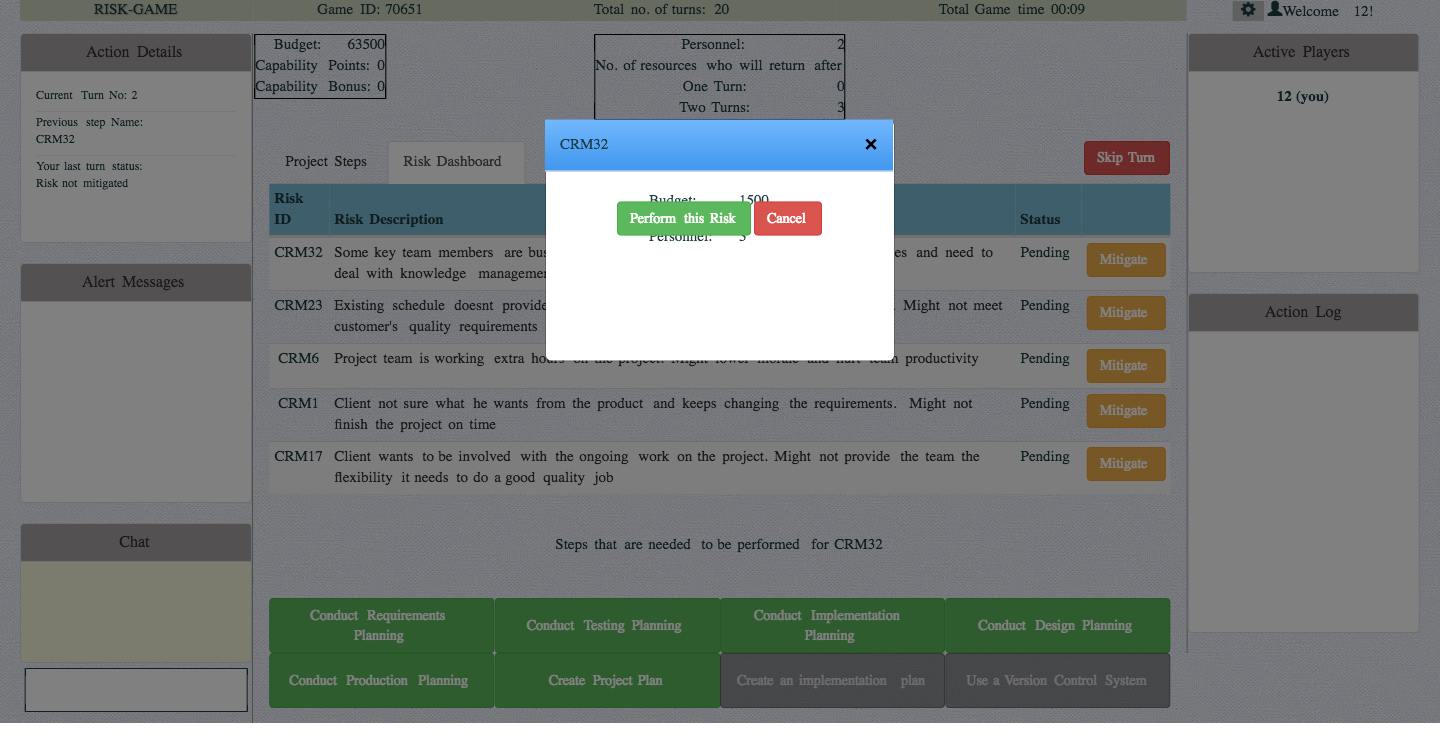 RISK-GAME
Game ID: 70651
Total no. of turns: 20
Total Game time 00:09
Welcome 12!
Action Details
Current Turn No: 2
Previous step Name:
CRM32
Your last turn status:
Risk not mitigated
Alert Messages
Chat
Budget: 63500
Capability Points: 0
Capability Bonus: 0
Personnel: 2
No. of resources who will return after
One Turn: 0
Two Turns: 3
Project Steps
Risk Dashboard
Skip Turn
CRM32
×
Budget: 1500
Perform this Risk
Cancel
Personnel: 3
Risk
ID
Risk Description
Status
CRM32
Some key team members are
es and need to
deal with knowledge
Pending
Mitigate
CRM23
Existing schedule doesnt provide
. Might not meet
customer's quality requirements
Pending
Mitigate
CRM6
Project team is working extra hours on the project. Might lower morale and hurt team productivity
Pending
Mitigate
CRM1
Client not sure what he wants from the product and keeps changing the requirements. Might not
finish the project on time
Pending
Mitigate
CRM17
Client wants to be involved with the ongoing work on the project. Might not provide the team the
flexibility it needs to do a good quality job
Pending
Mitigate
Steps that are needed to be performed for CRM32
Conduct Requirements
Planning
Conduct Testing Planning
Conduct Implementation
Planning
Conduct Design Planning
Conduct Production Planning
Create Project Plan
Create an implementation plan
Use a Version Control System
Active Players
12 (you)
Action Log